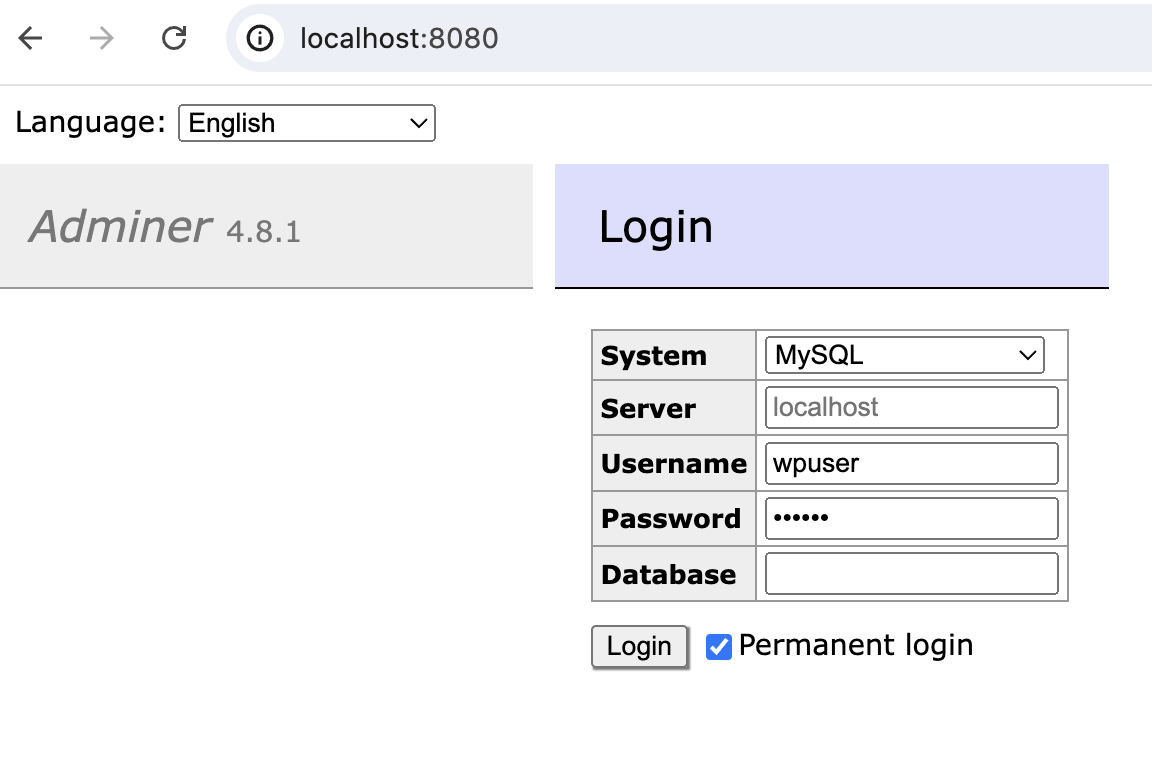 localhost:8080
Language: English
Adminer 4.8.1
Login
System MySQL
Server localhost
Username wpuser
Password ••••••
Database
Login Permanent login